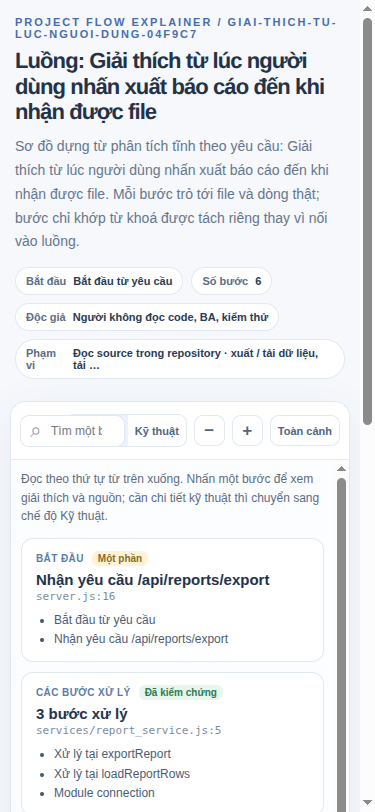 PROJECT FLOW EXPLAINER / GIAI-THICH-TU-
LUC-NGUOI-DUNG-04F9C7
Luồng: Giải thích từ lúc người
dùng nhấn xuất báo cáo đến khi
nhận được file
Sơ đồ dựng từ phân tích tĩnh theo yêu cầu: Giải
thích từ lúc người dùng nhấn xuất báo cáo đến khi
nhận được file. Mỗi bước trỏ tới file và dòng thật;
bước chỉ khớp từ khoá được tách riêng thay vì nối
vào luồng.
Bắt đầu Bắt đầu từ yêu cầu
Số bước 6
Độc giả Người không đọc code, BA, kiểm thử
Phạm vi Đọc source trong repository · xuất / tải dữ liệu, tải …
Tìm một b
Kỹ thuật
−
+
Toàn cảnh
Đọc theo thứ tự từ trên xuống. Nhấn một bước để xem
giải thích và nguồn; cần chi tiết kỹ thuật thì chuyển sang
chế độ Kỹ thuật.
BẮT ĐẦU Một phần
Nhận yêu cầu /api/reports/export
server.js:16
Bắt đầu từ yêu cầu
Nhận yêu cầu /api/reports/export
CÁC BƯỚC XỬ LÝ Đã kiểm chứng
3 bước xử lý
services/report_service.js:5
Xử lý tại exportReport
Xử lý tại loadReportRows
Module connection